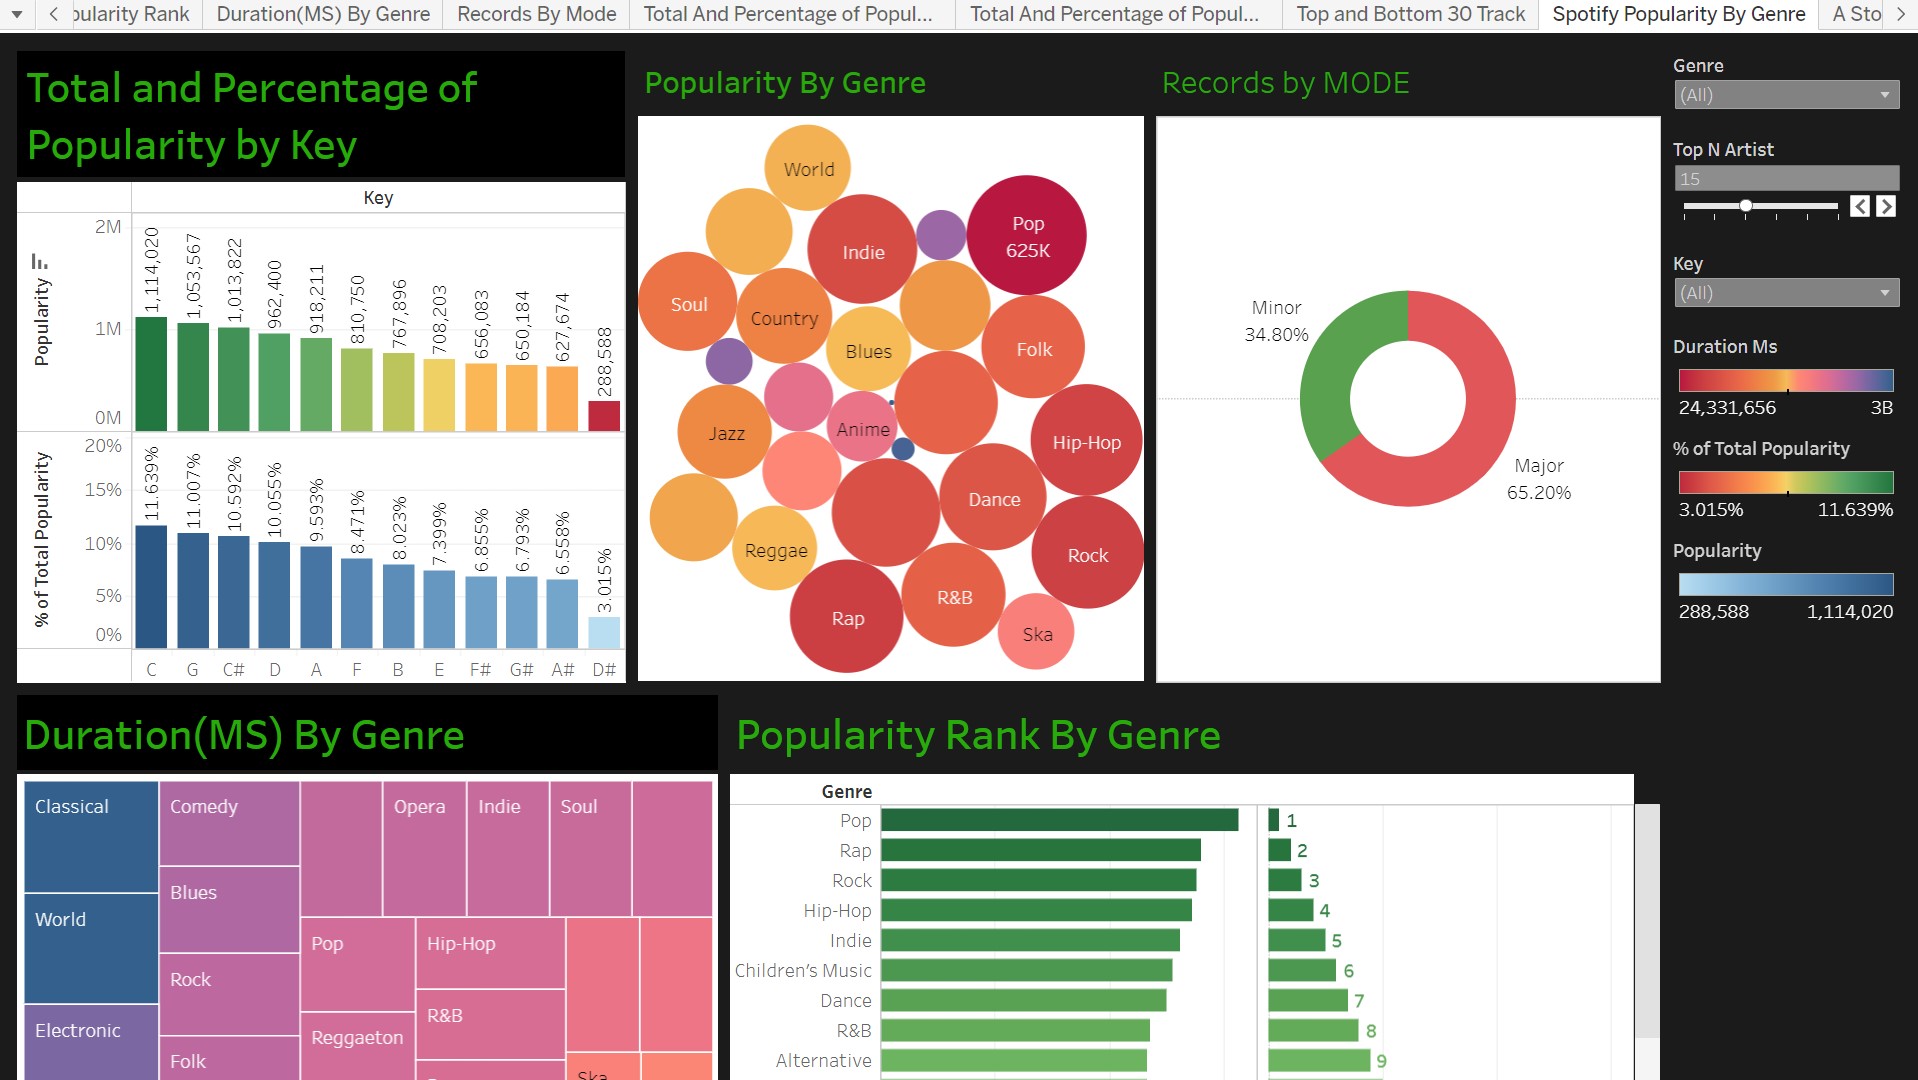 pularity Rank
Duration(MS) By Genre
Records By Mode
Total And Percentage of Popul...
Total And Percentage of Popul...
Top and Bottom 30 Track
Spotify Popularity By Genre
A Sto
Total and Percentage of
Popularity by Key
Key
Popularity
2M
1M
0M
1,114,020
1,053,567
1,013,822
962,400
918,211
810,750
767,896
708,203
656,083
650,184
627,674
288,588
% of Total Popularity
20%
15%
10%
5%
0%
11.639%
11.007%
10.592%
10.055%
9.593%
8.471%
8.023%
7.399%
6.855%
6.793%
6.558%
3.015%
C
G
C#
D
A
F
B
E
F#
G#
A#
D#
Popularity By Genre
World
Pop
625K
Indie
Soul
Country
Blues
Folk
Jazz
Anime
Hip-Hop
Dance
Reggae
Rock
R&B
Rap
Ska
Records by MODE
Minor
34.80%
Major
65.20%
Genre
(All)
Top N Artist
15
Key
(All)
Duration Ms
24,331,656
3B
% of Total Popularity
3.015%
11.639%
Popularity
288,588
1,114,020
Duration(MS) By Genre
Classical
Comedy
Opera
Indie
Soul
Blues
World
Pop
Hip-Hop
Rock
R&B
Electronic
Reggaeton
Folk
Ska
Popularity Rank By Genre
Genre
Pop
1
Rap
2
Rock
3
Hip-Hop
4
Indie
5
Children's Music
6
Dance
7
R&B
8
Alternative
9